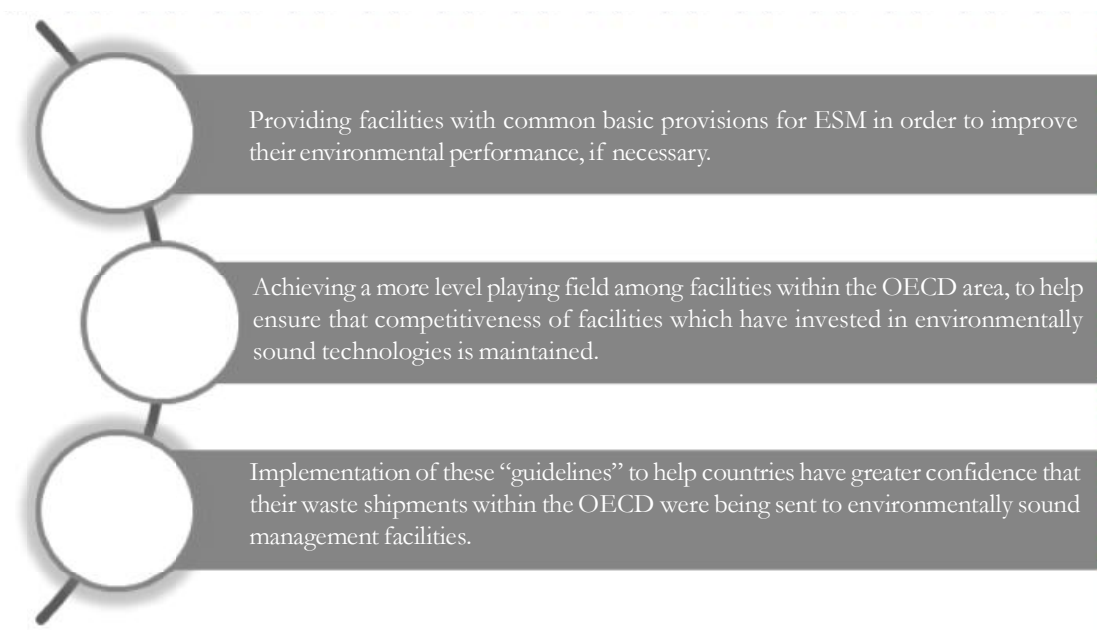 Providing facilities with common basic provisions for ESM in order to improve
their environmental performance, if necessary.
Achieving a more level playing field among facilities within the OECD area, to help
ensure that competitiveness of facilities which have invested in environmentally
sound technologies is maintained.
Implementation of these “guidelines” to help countries have greater confidence that
their waste shipments within the OECD were being sent to environmentally sound
management facilities.